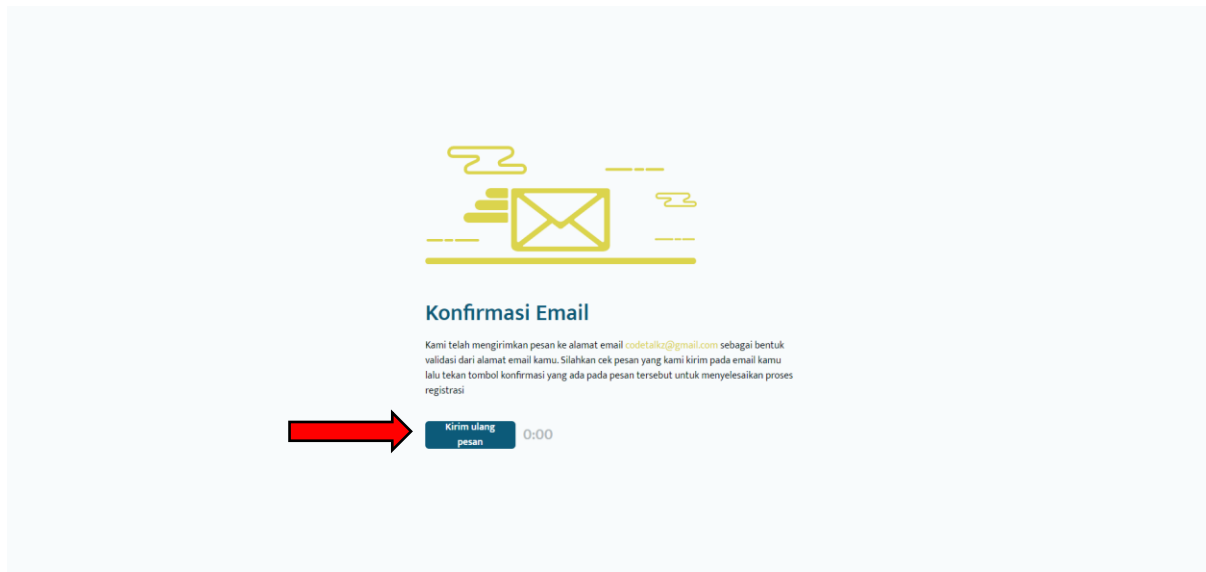 Konfirmasi Email
Kami telah mengirimkan pesan ke alamat email codetalkz@gmail.com sebagai bentuk
validasi dari alamat email kamu. Silahkan cek pesan yang kami kirim pada email kamu
lalu tekan tombol konfirmasi yang ada pada pesan tersebut untuk menyelesaikan proses
registrasi
Kirim ulang
pesan
0:00